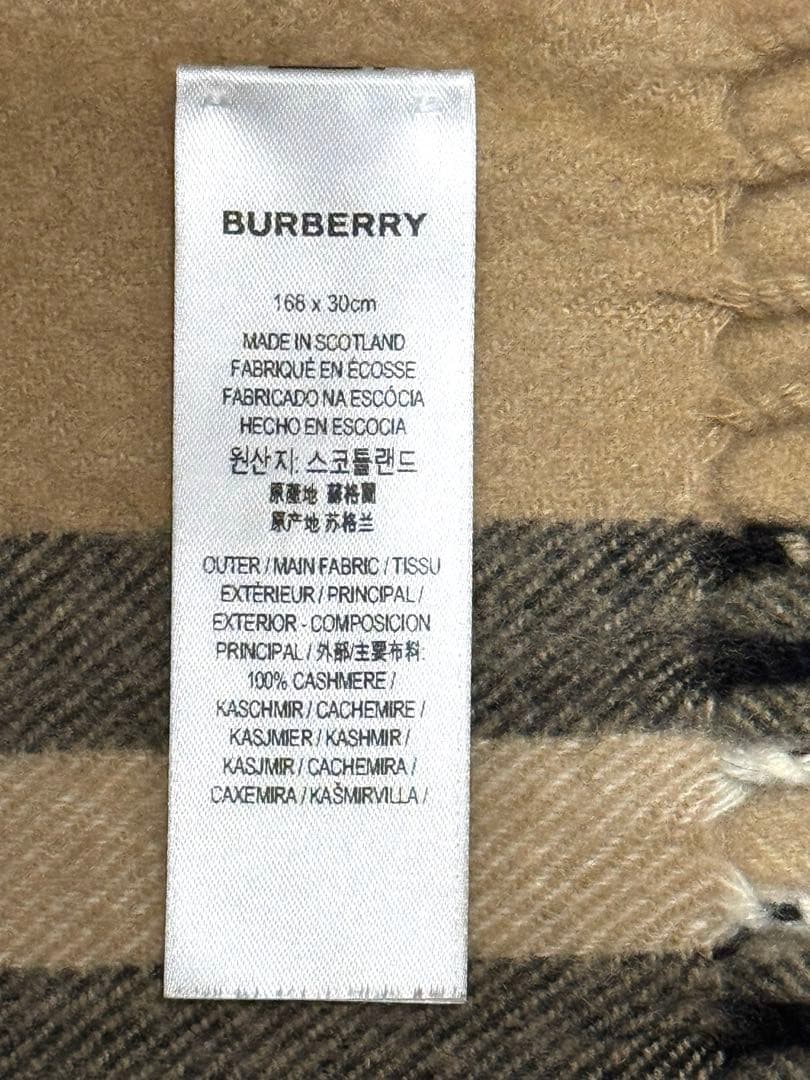 BURBERRY
168 x 30cm
MADE IN SCOTLAND
FABRIQUÉ EN ÉCOSSE
FABRICADO NA ESCÓCIA
HECHO EN ESCOCIA
원산지: 스코틀랜드
原產地 蘇格蘭
原产地 苏格兰
OUTER / MAIN FABRIC / TISSU
EXTÉRIEUR / PRINCIPAL /
EXTERIOR - COMPOSICION
PRINCIPAL / 外部/主要布料:
100% CASHMERE /
KASCHMIR / CACHEMIRE /
KASJMIER / KASHMIR /
KASJMIR / CACHEMIRA /
CAXEMIRA / KAŠMIRVILLA /